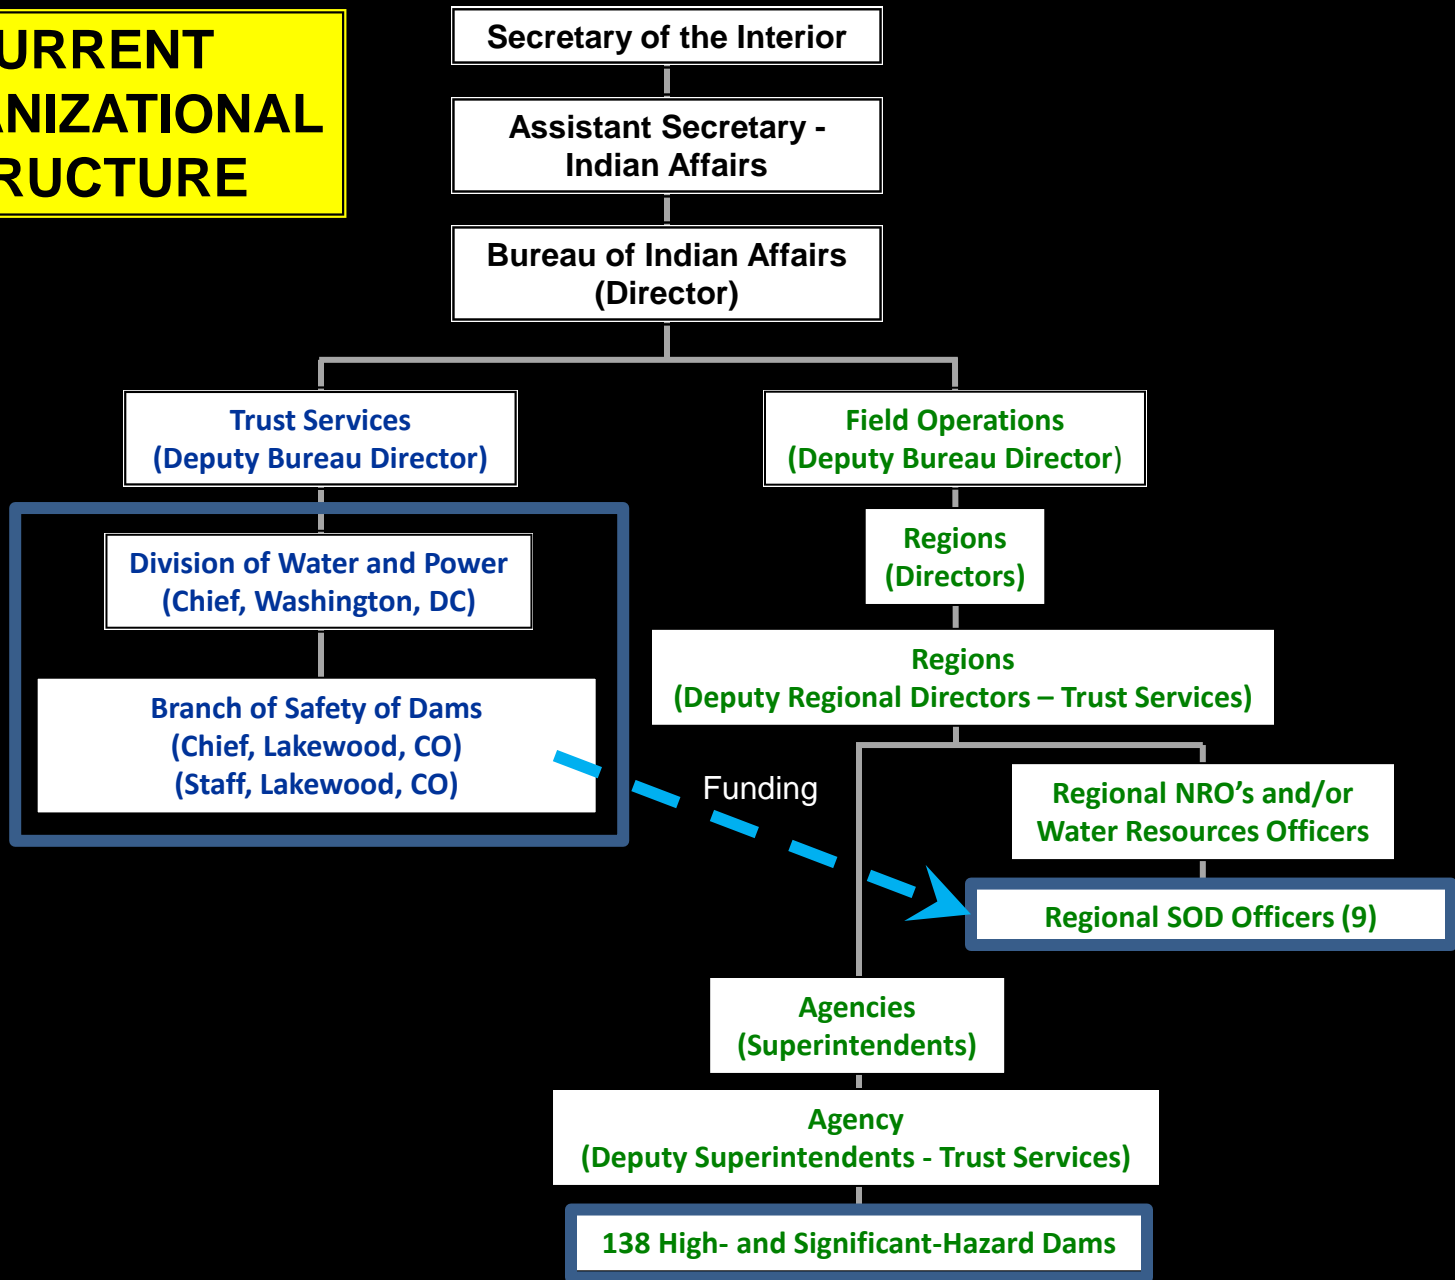 URRENT
ANIZATIONAL
RUCTURE
Secretary of the Interior
Assistant Secretary -
Indian Affairs
Bureau of Indian Affairs
(Director)
Trust Services
(Deputy Bureau Director)
Field Operations
(Deputy Bureau Director)
Division of Water and Power
(Chief, Washington, DC)
Regions
(Directors)
Regions
(Deputy Regional Directors – Trust Services)
Branch of Safety of Dams
(Chief, Lakewood, CO)
(Staff, Lakewood, CO)
Funding
Regional NRO's and/or
Water Resources Officers
Regional SOD Officers (9)
Agencies
(Superintendents)
Agency
(Deputy Superintendents - Trust Services)
138 High- and Significant-Hazard Dams